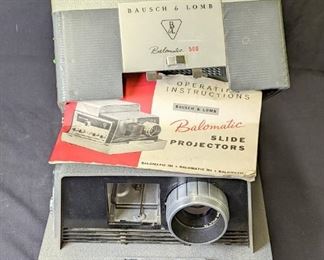 BAUSCH & LOMB
Balomatic 500
OPERATING
INSTRUCTIONS
BAUSCH & LOMB
Balomatic
SLIDE
PROJECTORS